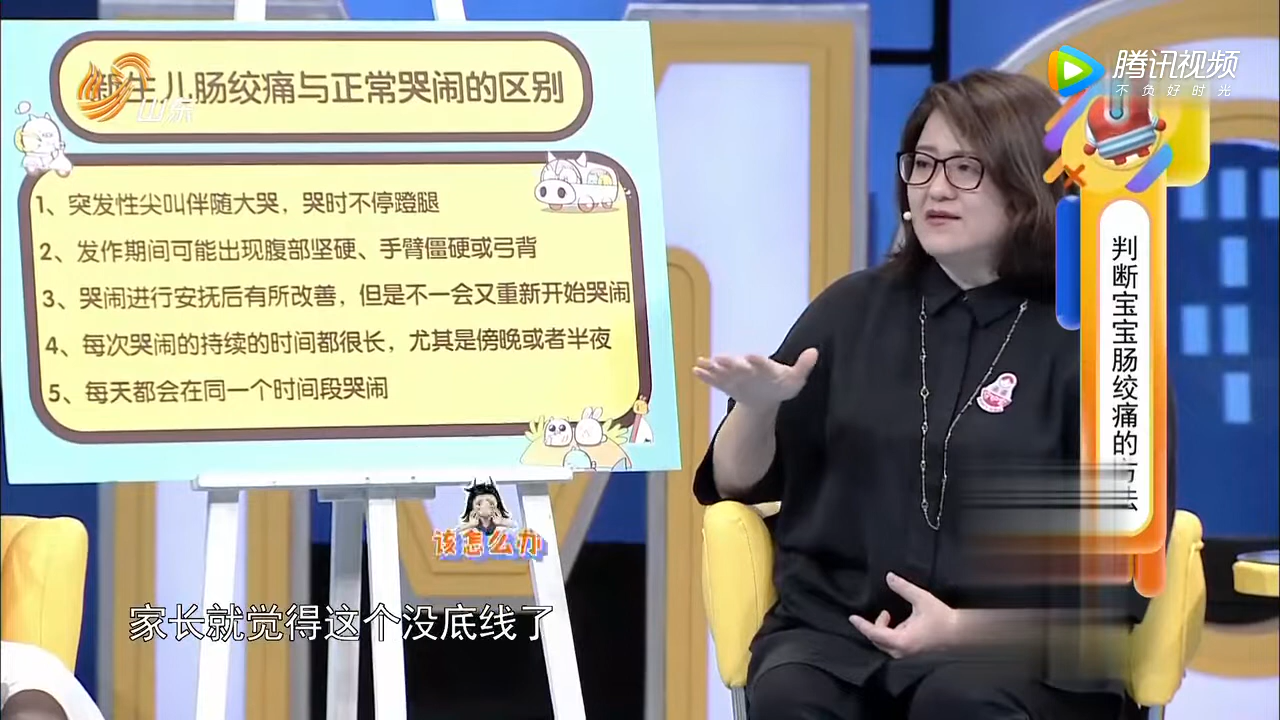 新生儿肠绞痛与正常哭闹的区别
山东
腾讯视频
不负好时光
1、突发性尖叫伴随大哭，哭时不停蹬腿
2、发作期间可能出现腹部坚硬、手臂僵硬或弓背
3、哭闹进行安抚后有所改善，但是不一会又重新开始哭闹
4、每次哭闹的持续的时间都很长，尤其是傍晚或者半夜
5、每天都会在同一个时间段哭闹
判断宝宝肠绞痛的方法
该怎么办
家长就觉得这个没底线了